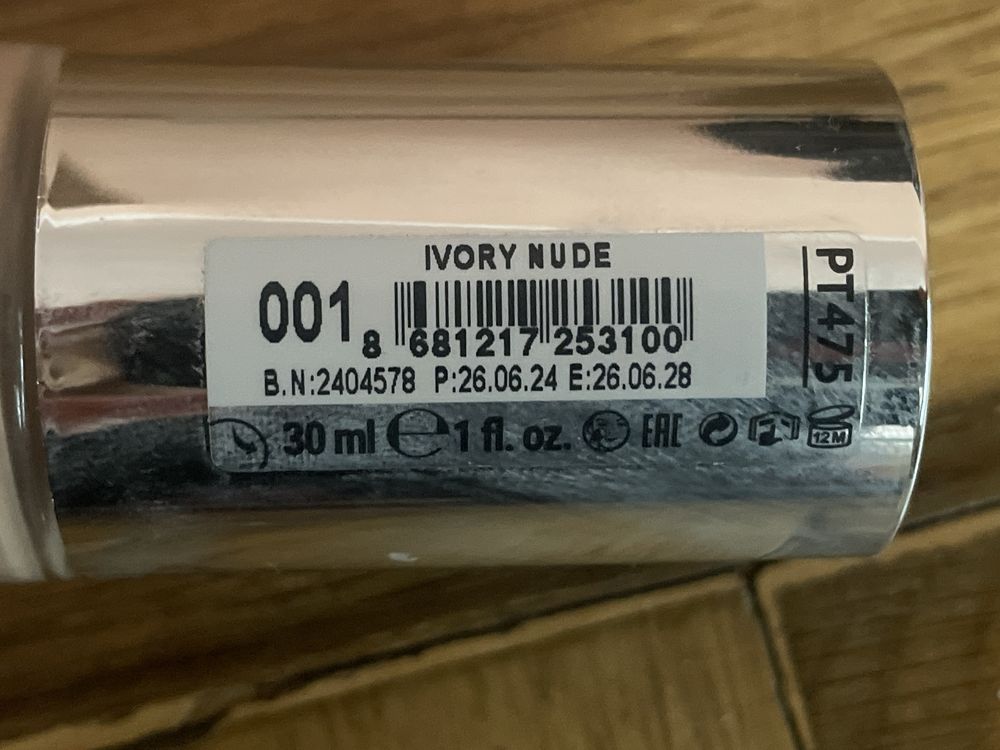 IVORY NUDE
001
8 681217 253100
B.N:2404578 P:26.06.24 E:26.06.28
30 ml e 1 fl. oz. EAC 12M
PT475